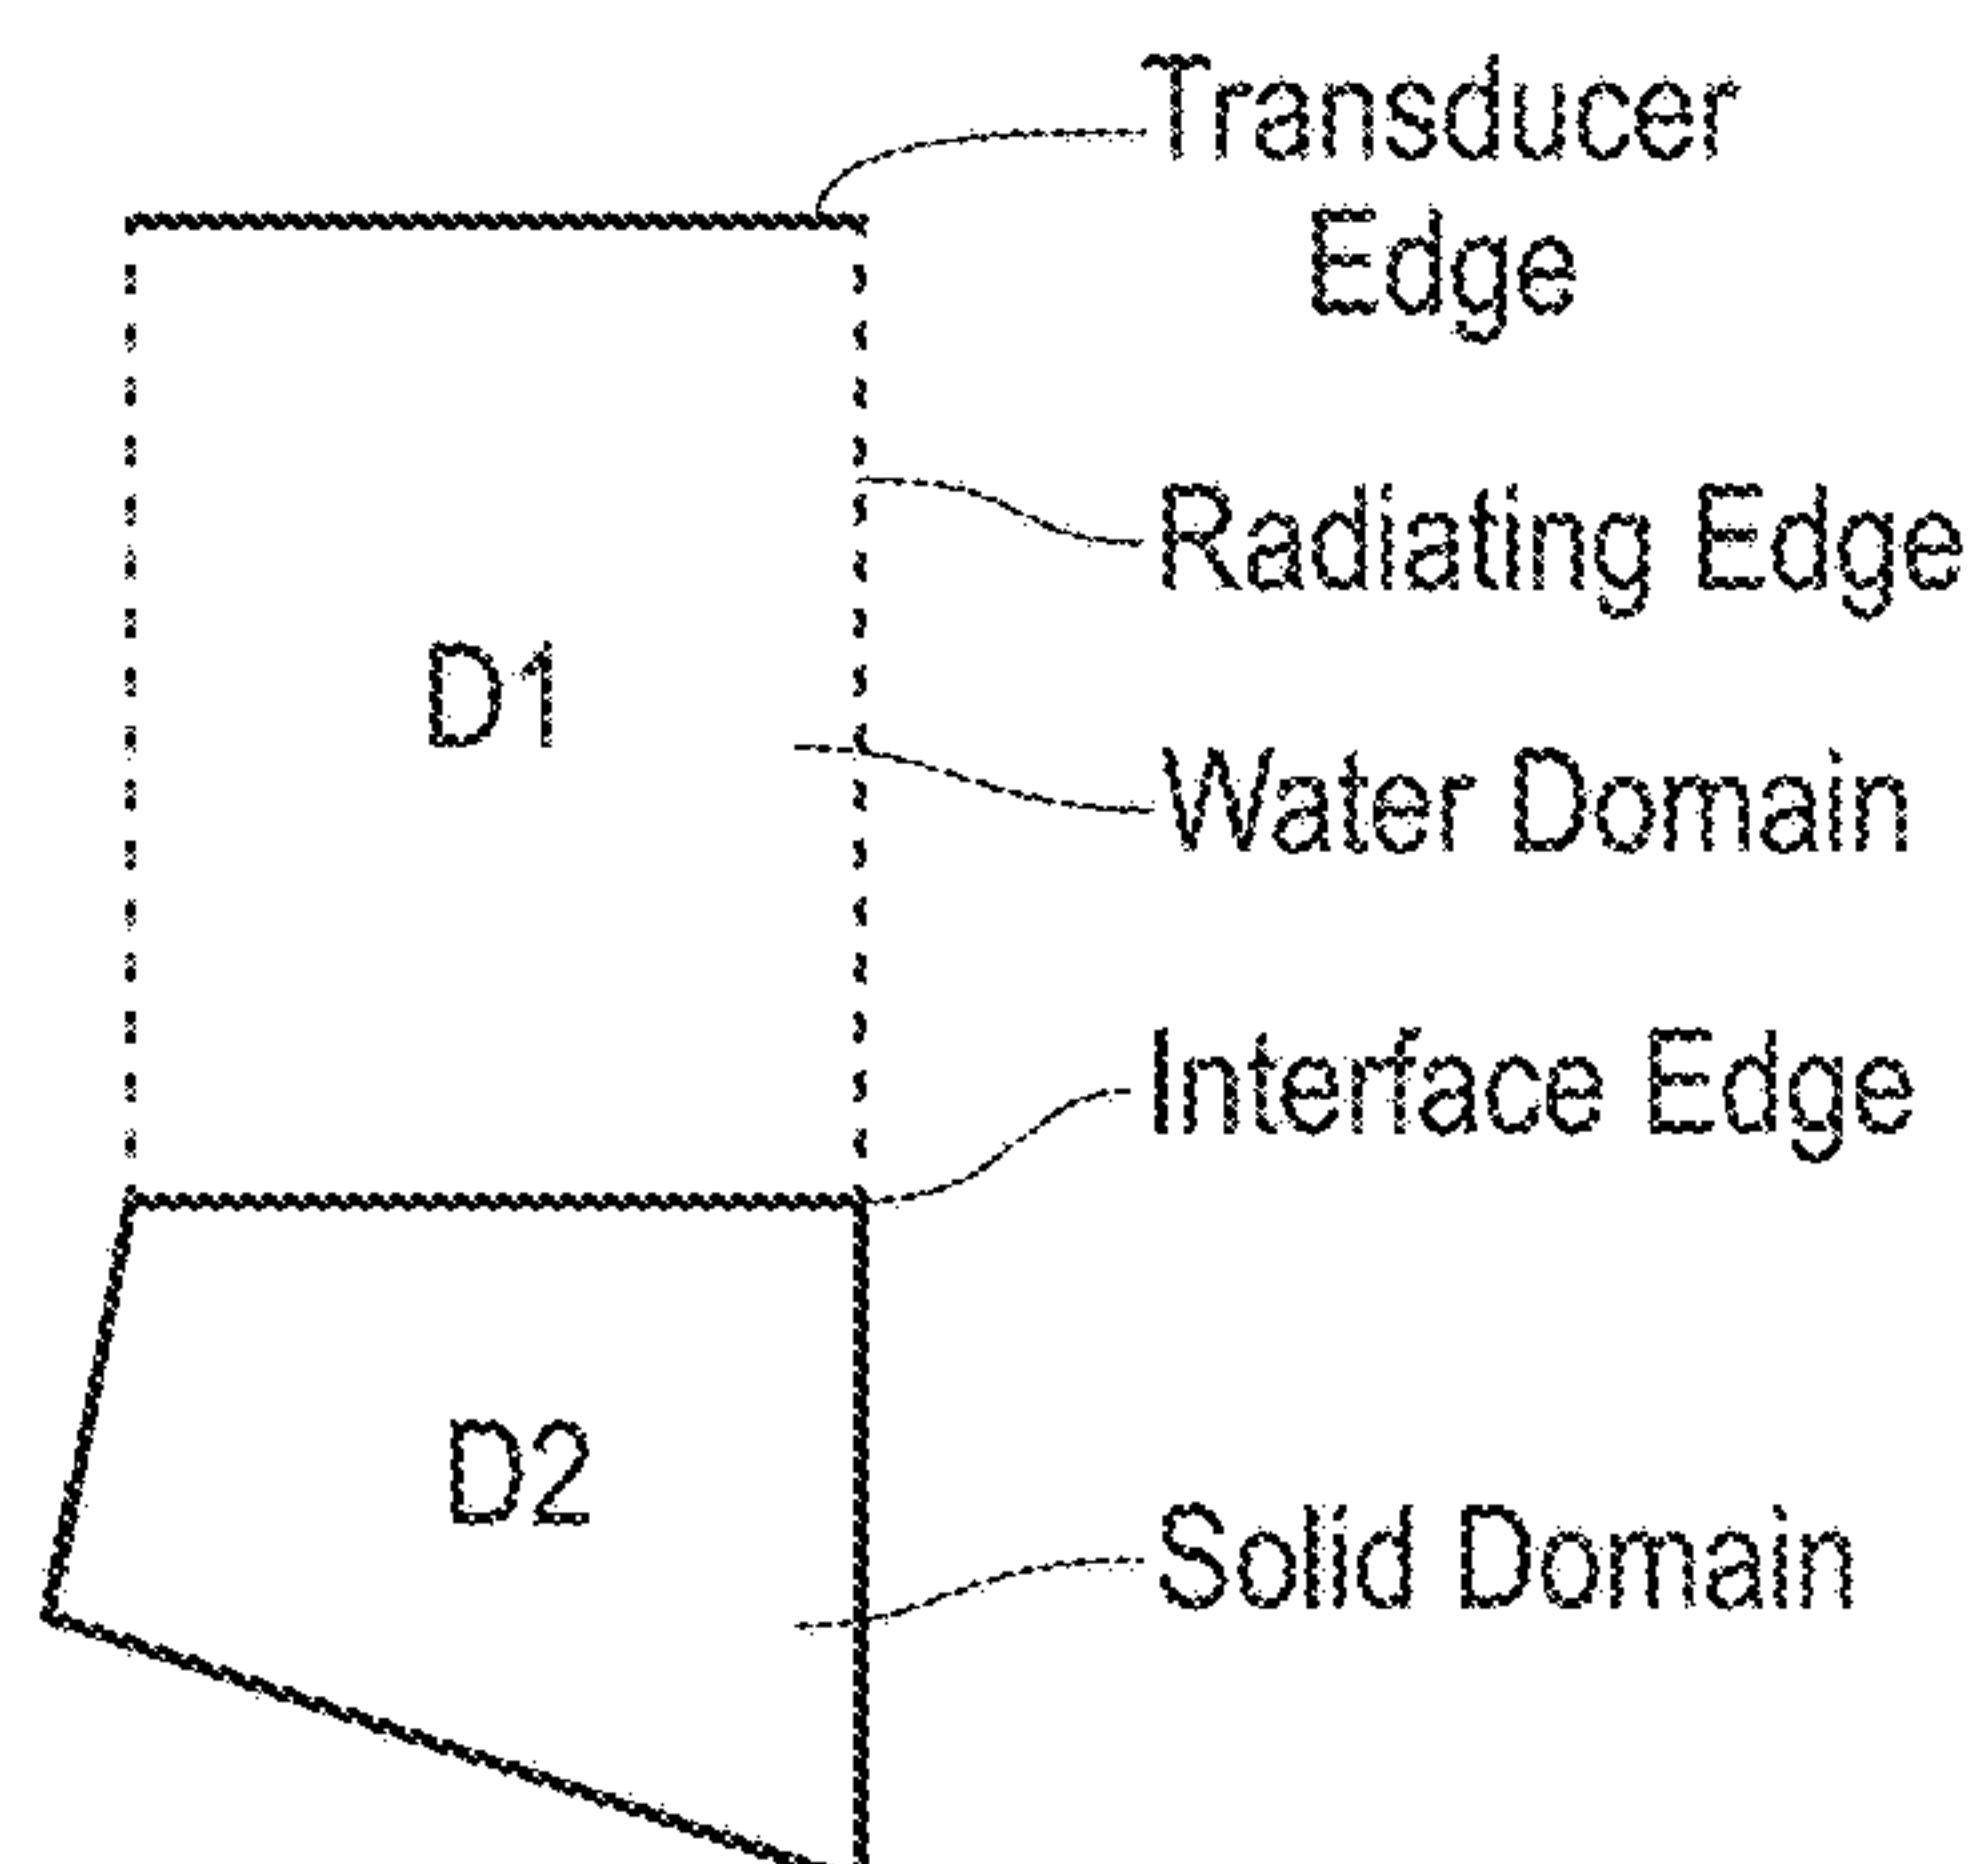 Transducer
Edge
Radiating Edge
D1
Water Domain
Interface Edge
D2
Solid Domain